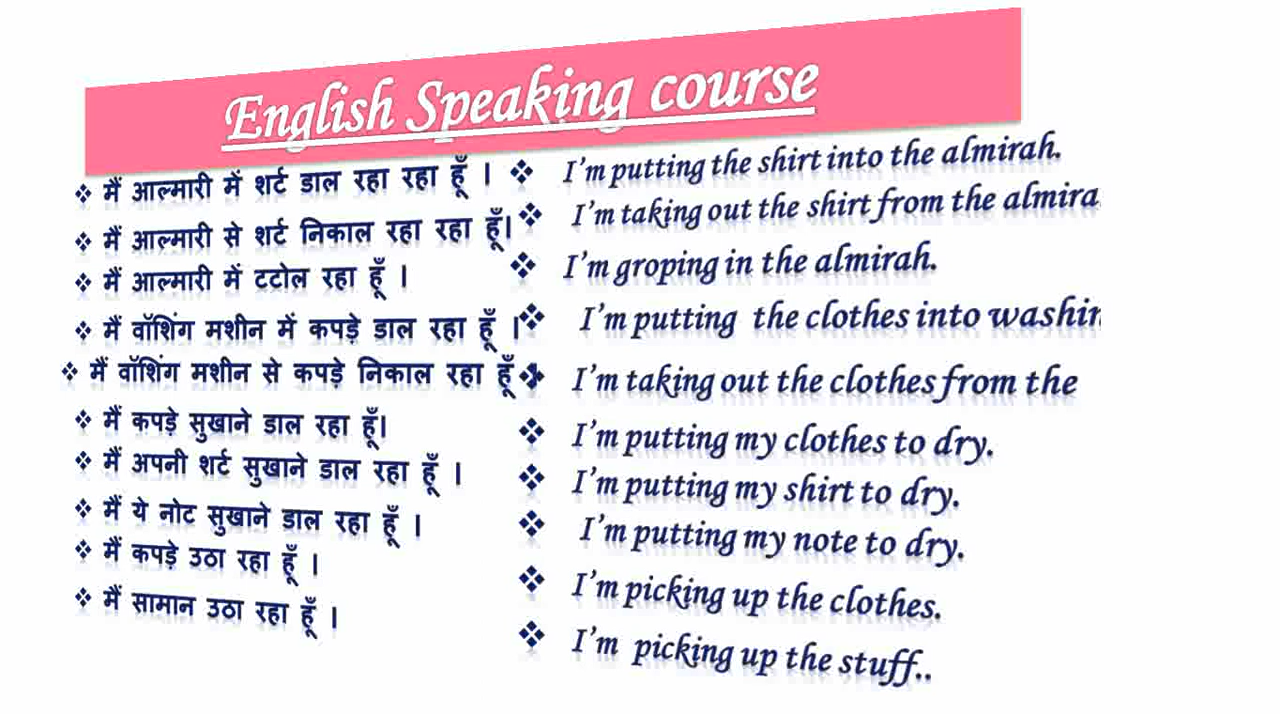 English Speaking course
मैं आल्मारी में शर्ट डाल रहा रहा हूँ ।
मैं आल्मारी से शर्ट निकाल रहा रहा हूँ।
मैं आल्मारी में टटोल रहा हूँ ।
मैं वॉशिंग मशीन में कपड़े डाल रहा हूँ ।
मैं वॉशिंग मशीन से कपड़े निकाल रहा हूँ ।
मैं कपड़े सुखाने डाल रहा हूँ।
मैं अपनी शर्ट सुखाने डाल रहा हूँ ।
मैं ये नोट सुखाने डाल रहा हूँ ।
मैं कपड़े उठा रहा हूँ ।
मैं सामान उठा रहा हूँ ।
I'm putting the shirt into the almirah.
I'm taking out the shirt from the almira
I'm groping in the almirah.
I'm putting the clothes into washin
I'm taking out the clothes from the
I'm putting my clothes to dry.
I'm putting my shirt to dry.
I'm putting my note to dry.
I'm picking up the clothes.
I'm picking up the stuff..